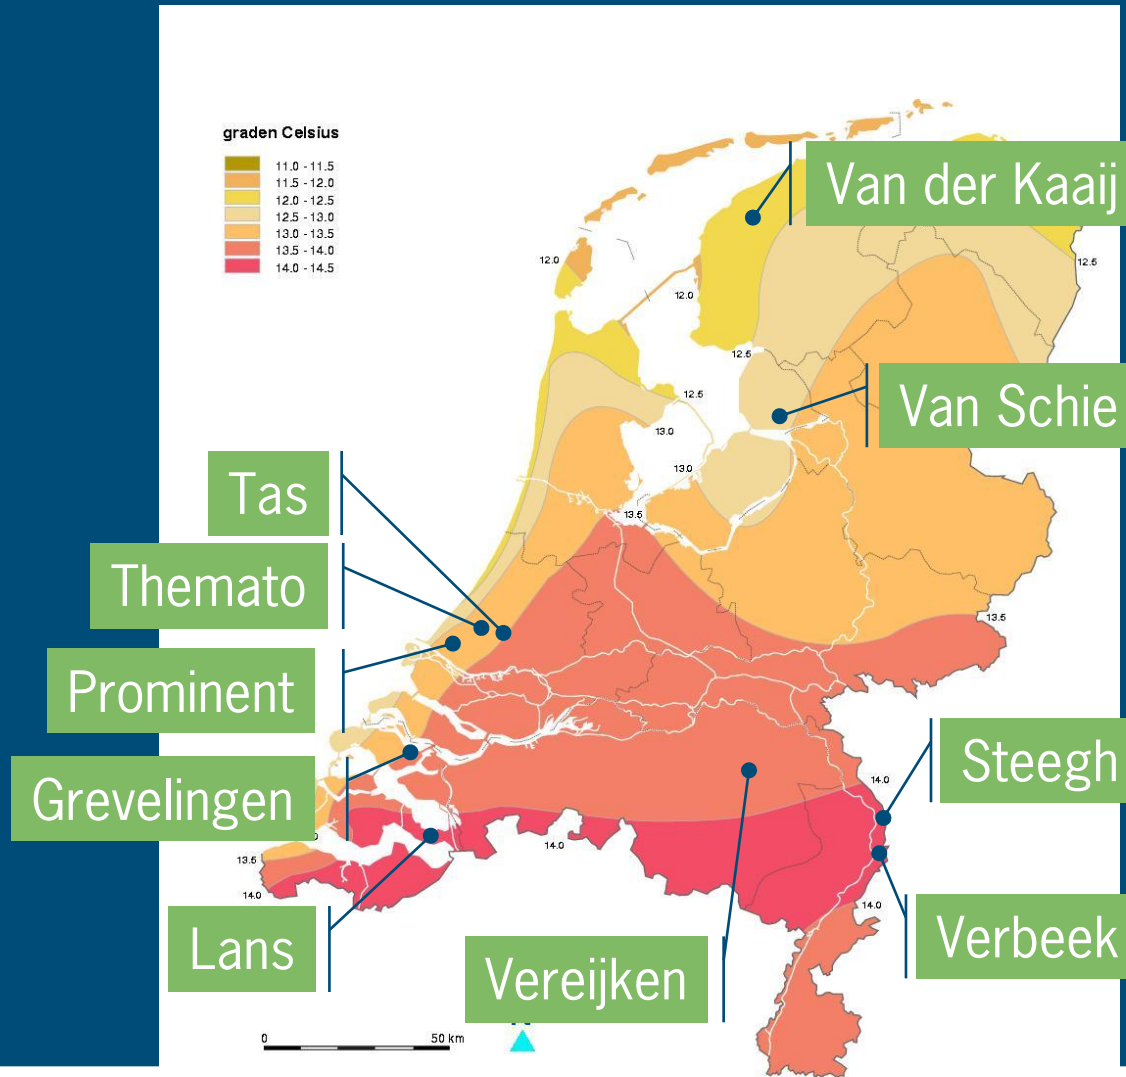 graden Celsius
11.0 - 11.5
11.5 - 12.0
12.0 - 12.5
12.5 - 13.0
13.0 - 13.5
13.5 - 14.0
14.0 - 14.5
Van der Kaaij
12.0
12.5
12.0
12.5
12.5
Van Schie
13.0
13.0
Tas
13.5
Themato
13.5
Prominent
Steegh
Grevelingen
14.0
14.0
13.5
14.0
14.0
Lans
Verbeek
Vereijken
0
50 km